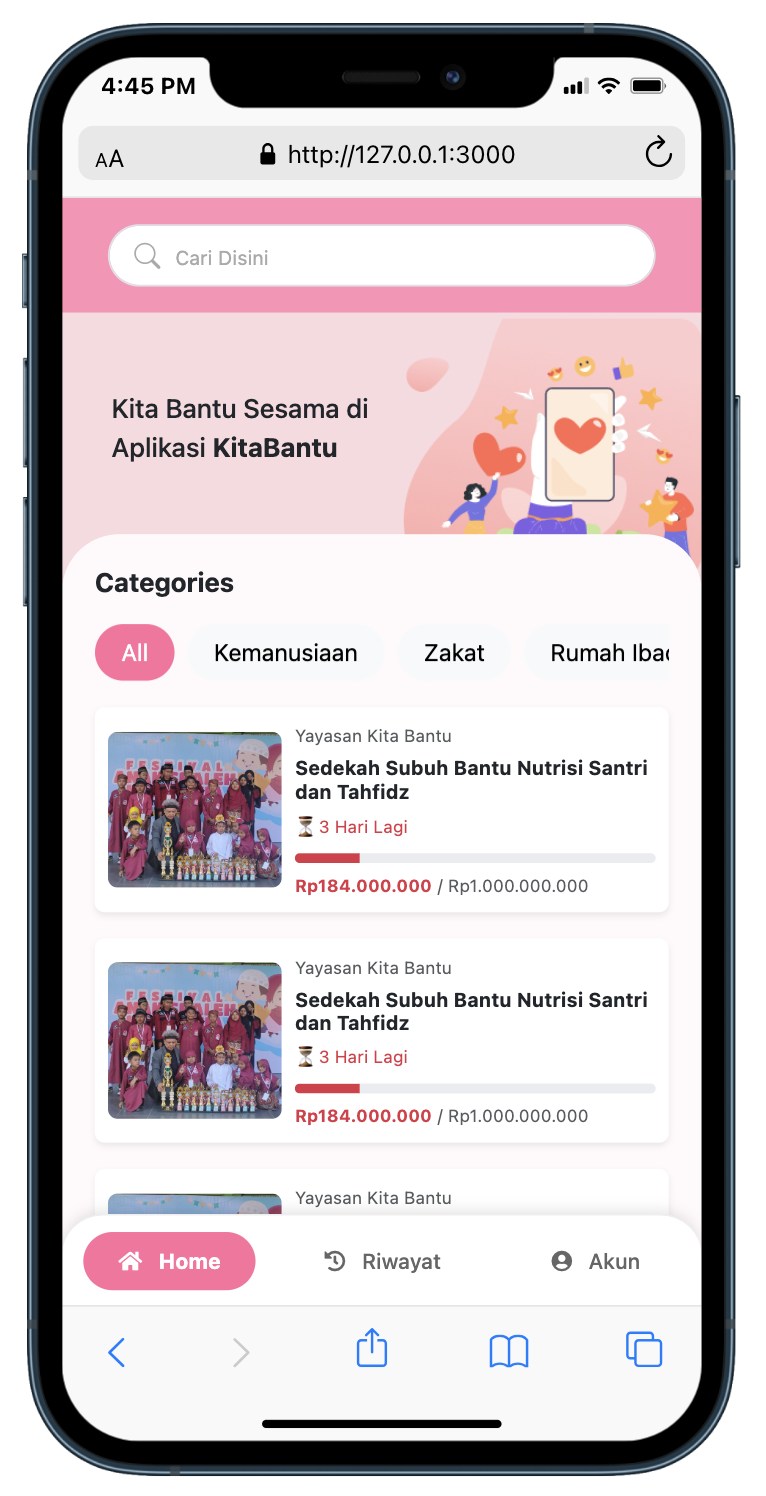 4:45 PM
AA
http://127.0.0.1:3000
Cari Disini
Kita Bantu Sesama di
Aplikasi KitaBantu
Categories
All Kemanusiaan Zakat Rumah Ibad
Yayasan Kita Bantu
Sedekah Subuh Bantu Nutrisi Santri
dan Tahfidz
3 Hari Lagi
Rp184.000.000 / Rp1.000.000.000
FESTIVAL
Yayasan Kita Bantu
Sedekah Subuh Bantu Nutrisi Santri
dan Tahfidz
3 Hari Lagi
Rp184.000.000 / Rp1.000.000.000
FESTIVAL
Yayasan Kita Bantu
Home Riwayat Akun